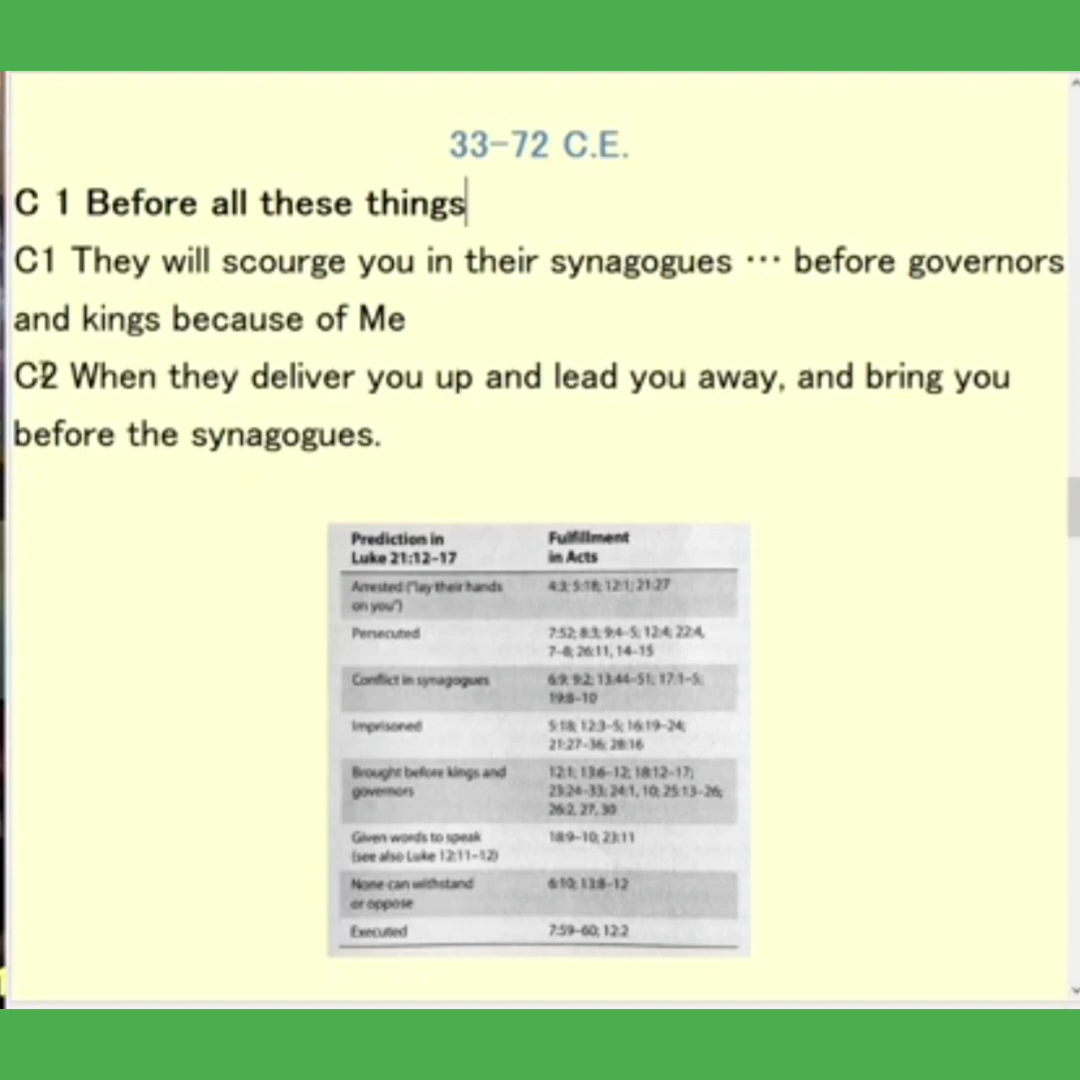 33-72 C.E.
C 1 Before all these things
C1 They will scourge you in their synagogues … before governors
and kings because of Me
C2 When they deliver you up and lead you away, and bring you
before the synagogues.
Prediction in Fulfillment
Luke 21:12–17 in Acts
Arrested ("lay their hands 4:3; 5:18; 12:1; 21:27
on you")
Persecuted 7:52; 8:3; 9:4–5; 12:4; 22:4,
7–8; 26:11, 14–15
Conflict in synagogues 6:9; 9:2; 13:44–51; 17:1–5;
19:8–10
Imprisoned 5:18; 12:3–5; 16:19–24;
21:27–36; 28:16
Brought before kings and 12:1; 13:6–12; 18:12–17;
governors 23:24–33; 24:1, 10; 25:13–26;
26:2, 27, 30
Given words to speak 18:9–10; 23:11
(see also Luke 12:11–12)
None can withstand 6:10; 13:8–12
or oppose
Executed 7:59–60; 12:2